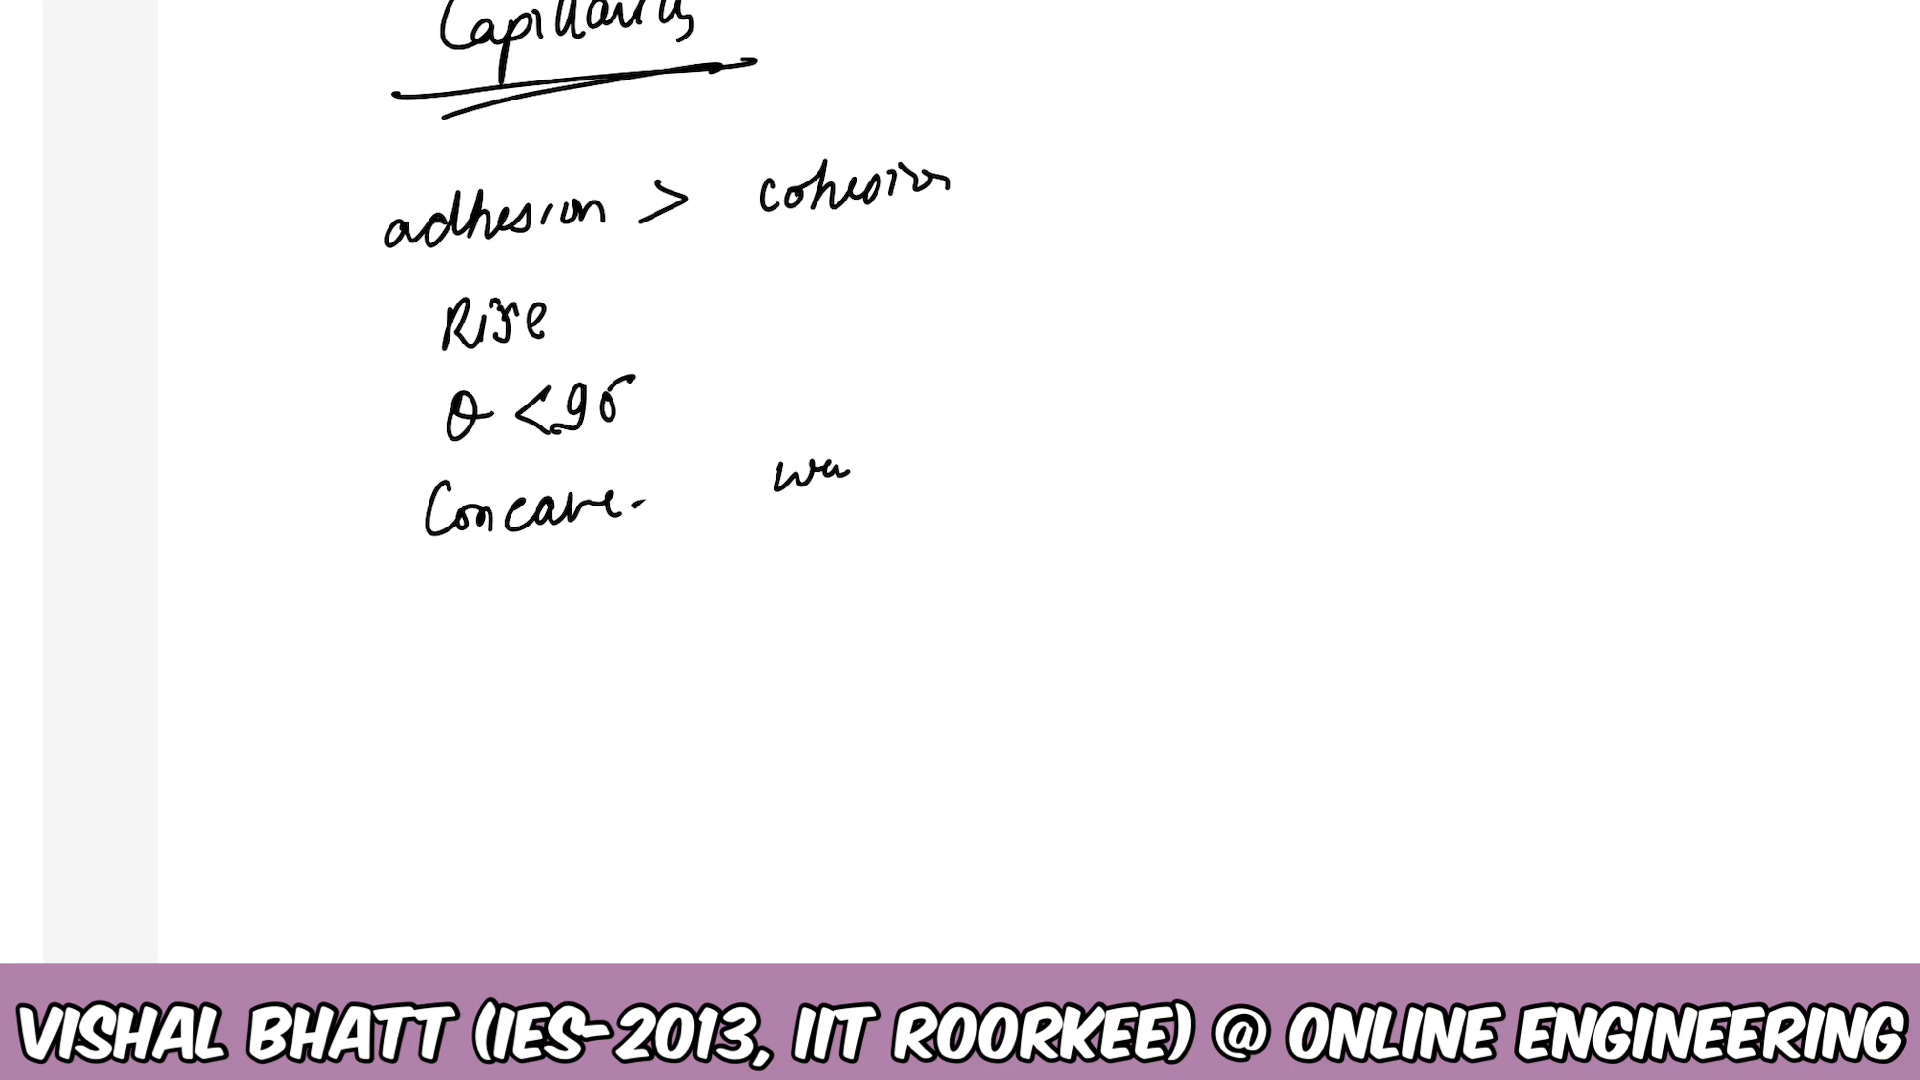 Capillarity
adhesion > cohesion
Rise
θ < 90°
Concave.
VISHAL BHATT (IES-2013, IIT ROORKEE) @ ONLINE ENGINEERING